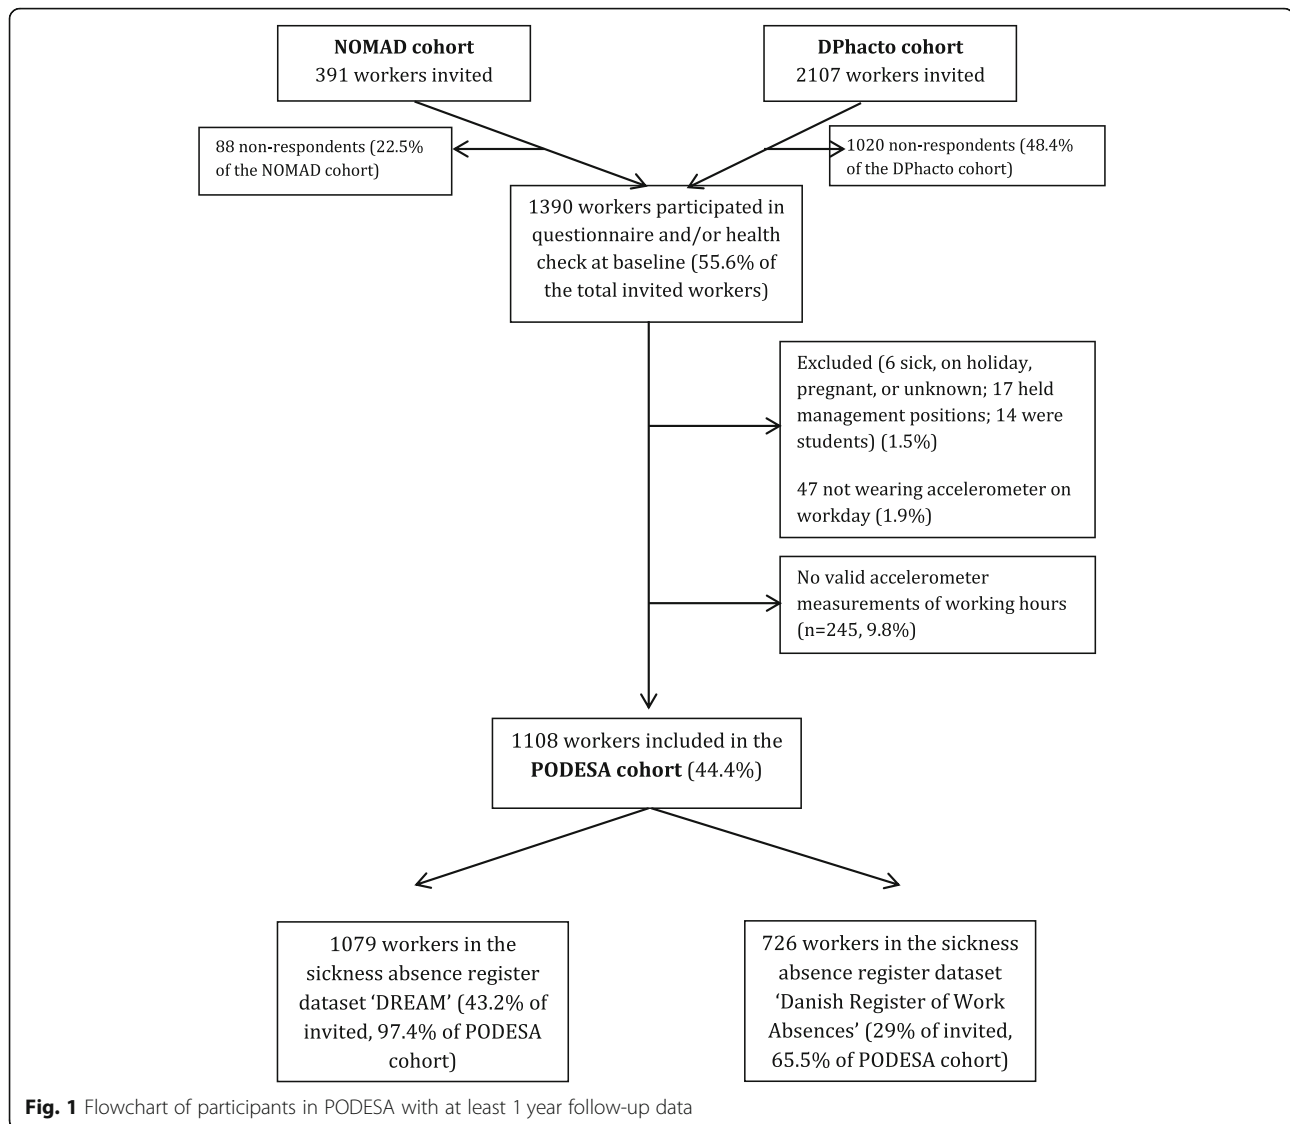 NOMAD cohort
391 workers invited
DPhacto cohort
2107 workers invited
88 non-respondents (22.5%
of the NOMAD cohort)
1020 non-respondents (48.4%
of the DPhacto cohort)
1390 workers participated in
questionnaire and/or health
check at baseline (55.6% of
the total invited workers)
Excluded (6 sick, on holiday,
pregnant, or unknown; 17 held
management positions; 14 were
students) (1.5%)
47 not wearing accelerometer on
workday (1.9%)
No valid accelerometer
measurements of working hours
(n=245, 9.8%)
1108 workers included in the
PODESA cohort (44.4%)
1079 workers in the
sickness absence register
dataset ‘DREAM’ (43.2% of
invited, 97.4% of PODESA
cohort)
726 workers in the sickness
absence register dataset
‘Danish Register of Work
Absences’ (29% of invited,
65.5% of PODESA cohort)
Fig. 1 Flowchart of participants in PODESA with at least 1 year follow-up data